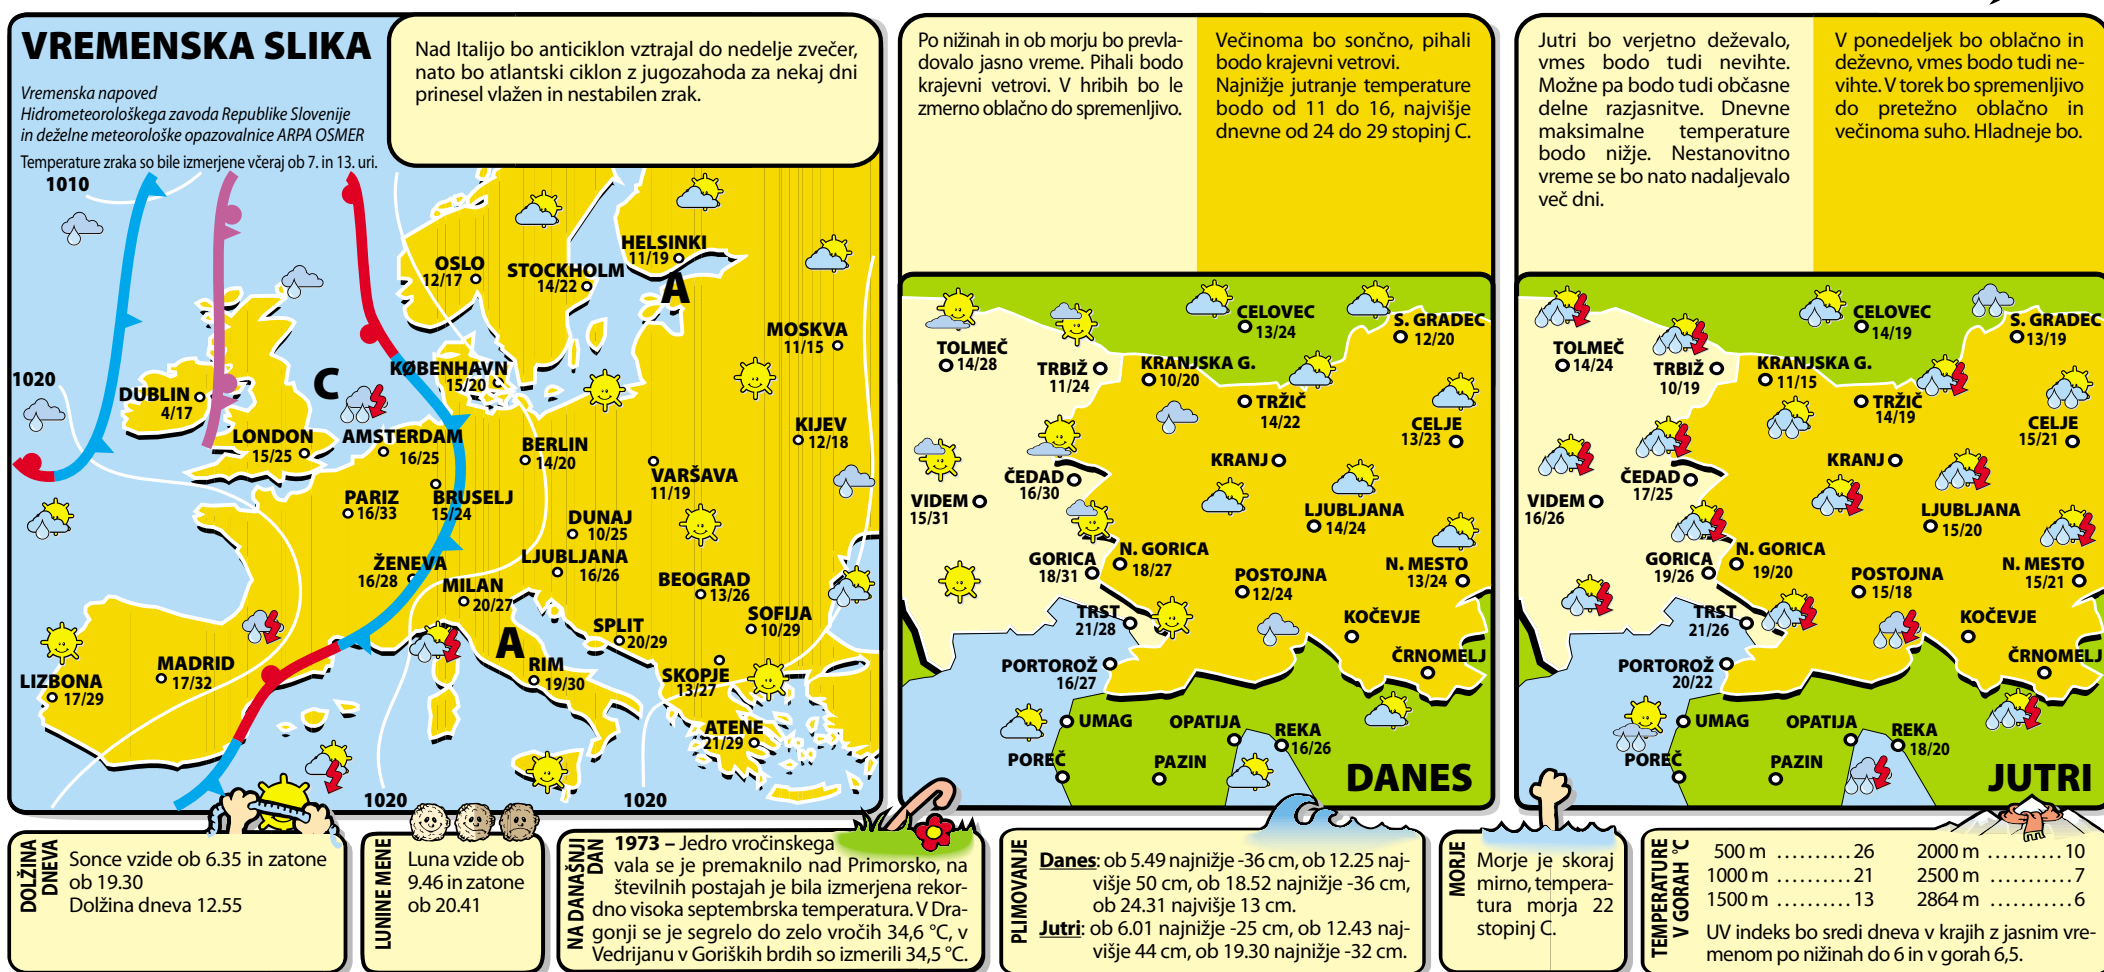 VREMENSKA SLIKA
Vremenska napoved
Hidrometeorološkega zavoda Republike Slovenije
in deželne meteorološke opazovalnice ARPA OSMER
Temperature zraka so bile izmerjene včeraj ob 7. in 13. uri.
Nad Italijo bo anticiklon vztrajal do nedelje zvečer,
nato bo atlantski ciklon z jugozahoda za nekaj dni
prinesel vlažen in nestabilen zrak.
1010
1020
C
A
A
1020
1020
HELSINKI
11/19
OSLO
12/17
STOCKHOLM
14/22
MOSKVA
11/15
KØBENHAVN
15/20
DUBLIN
4/17
LONDON
15/25
AMSTERDAM
16/25
BERLIN
14/20
KIJEV
12/18
VARŠAVA
11/19
PARIZ
16/33
BRUSELJ
15/24
DUNAJ
10/25
ŽENEVA
16/28
LJUBLJANA
16/26
MILAN
20/27
BEOGRAD
13/26
SOFIJA
10/29
SPLIT
20/29
MADRID
17/32
LIZBONA
17/29
RIM
19/30
SKOPJE
13/27
ATENE
21/29
Po nižinah in ob morju bo prevla-
dovalo jasno vreme. Pihali bodo
krajevni vetrovi. V hribih bo le
zmerno oblačno do spremenljivo.
Večinoma bo sončno, pihali
bodo krajevni vetrovi.
Najnižje jutranje temperature
bodo od 11 do 16, najvišje
dnevne od 24 do 29 stopinj C.
CELOVEC
13/24
S. GRADEC
12/20
TOLMEČ
14/28
TRBIŽ
11/24
KRANJSKA G.
10/20
TRŽIČ
14/22
CELJE
13/23
KRANJ
ČEDAD
16/30
VIDEM
15/31
LJUBLJANA
14/24
GORICA
18/31
N. GORICA
18/27
N. MESTO
13/24
POSTOJNA
12/24
TRST
21/28
KOČEVJE
PORTOROŽ
16/27
ČRNOMELJ
UMAG
OPATIJA
REKA
16/26
POREČ
PAZIN
DANES
Jutri bo verjetno deževalo,
vmes bodo tudi nevihte.
Možne pa bodo tudi občasne
delne razjasnitve. Dnevne
maksimalne temperature
bodo nižje. Nestanovitno
vreme se bo nato nadaljevalo
več dni.
V ponedeljek bo oblačno in
deževno, vmes bodo tudi ne-
vihte. V torek bo spremenljivo
do pretežno oblačno in
večinoma suho. Hladneje bo.
CELOVEC
14/19
S. GRADEC
13/19
TOLMEČ
14/24
TRBIŽ
10/19
KRANJSKA G.
11/15
TRŽIČ
14/19
CELJE
15/21
KRANJ
ČEDAD
17/25
VIDEM
16/26
LJUBLJANA
15/20
GORICA
19/26
N. GORICA
19/20
N. MESTO
15/21
POSTOJNA
15/18
TRST
21/26
KOČEVJE
PORTOROŽ
20/22
ČRNOMELJ
UMAG
OPATIJA
REKA
18/20
POREČ
PAZIN
JUTRI
DOLŽINA
DNEVA
Sonce vzide ob 6.35 in zatone
ob 19.30
Dolžina dneva 12.55
LUNINE MENE
Luna vzide ob
9.46 in zatone
ob 20.41
NA DANAŠNJI
DAN
1973 – Jedro vročinskega
vala se je premaknilo nad Primorsko, na
številnih postajah je bila izmerjena rekor-
dno visoka septembrska temperatura. V Dra-
gonji se je segrelo do zelo vročih 34,6 °C, v
Vedrijanu v Goriških brdih so izmerili 34,5 °C.
PLIMOVANJE
Danes: ob 5.49 najnižje -36 cm, ob 12.25 naj-
višje 50 cm, ob 18.52 najnižje -36 cm,
ob 24.31 najvišje 13 cm.
Jutri: ob 6.01 najnižje -25 cm, ob 12.43 naj-
višje 44 cm, ob 19.30 najnižje -32 cm.
MORJE
Morje je skoraj
mirno, tempera-
tura morja 22
stopinj C.
TEMPERATURE
V GORAH °C
500 m .......... 26
1000 m .......... 21
1500 m .......... 13
2000 m .......... 10
2500 m .......... 7
2864 m .......... 6
UV indeks bo sredi dneva v krajih z jasnim vre-
menom po nižinah do 6 in v gorah 6,5.